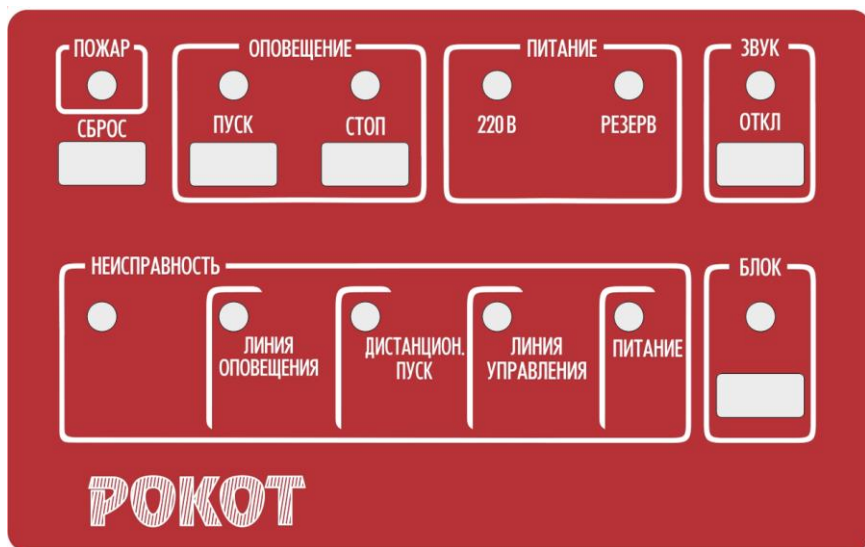 ПОЖАР
ОПОВЕЩЕНИЕ
ПИТАНИЕ
ЗВУК
СБРОС
ПУСК
СТОП
220 В
РЕЗЕРВ
ОТКЛ
НЕИСПРАВНОСТЬ
БЛОК
ЛИНИЯ
ОПОВЕЩЕНИЯ
ДИСТАНЦИОН.
ПУСК
ЛИНИЯ
УПРАВЛЕНИЯ
ПИТАНИЕ
РОКОТ